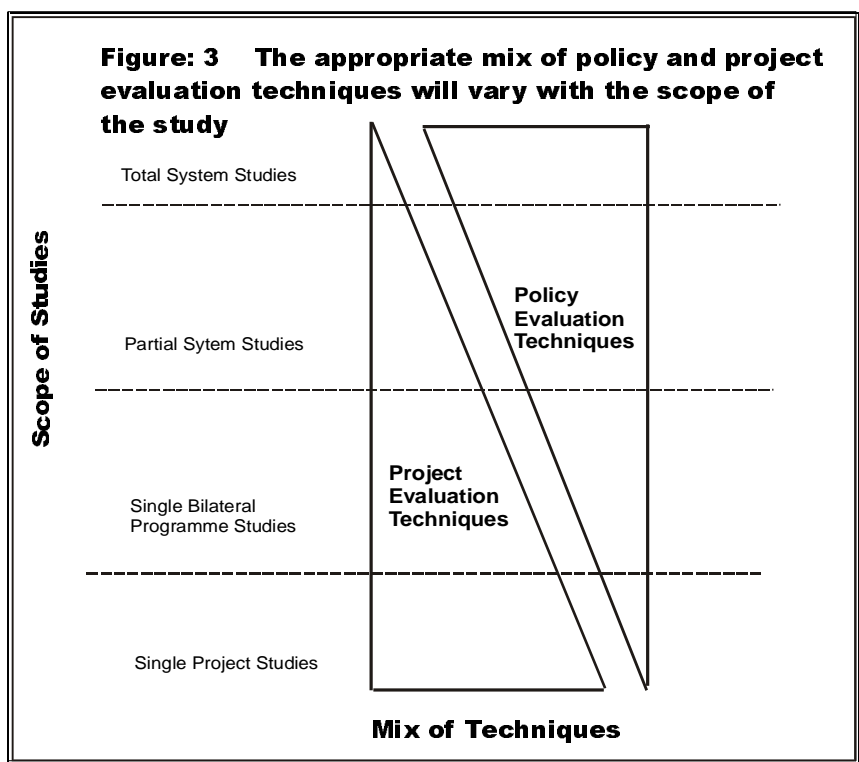 Figure: 3 The appropriate mix of policy and project
evaluation techniques will vary with the scope of
the study
Total System Studies
Scope of Studies
Partial Sytem Studies
Policy
Evaluation
Techniques
Project
Evaluation
Techniques
Single Bilateral
Programme Studies
Single Project Studies
Mix of Techniques